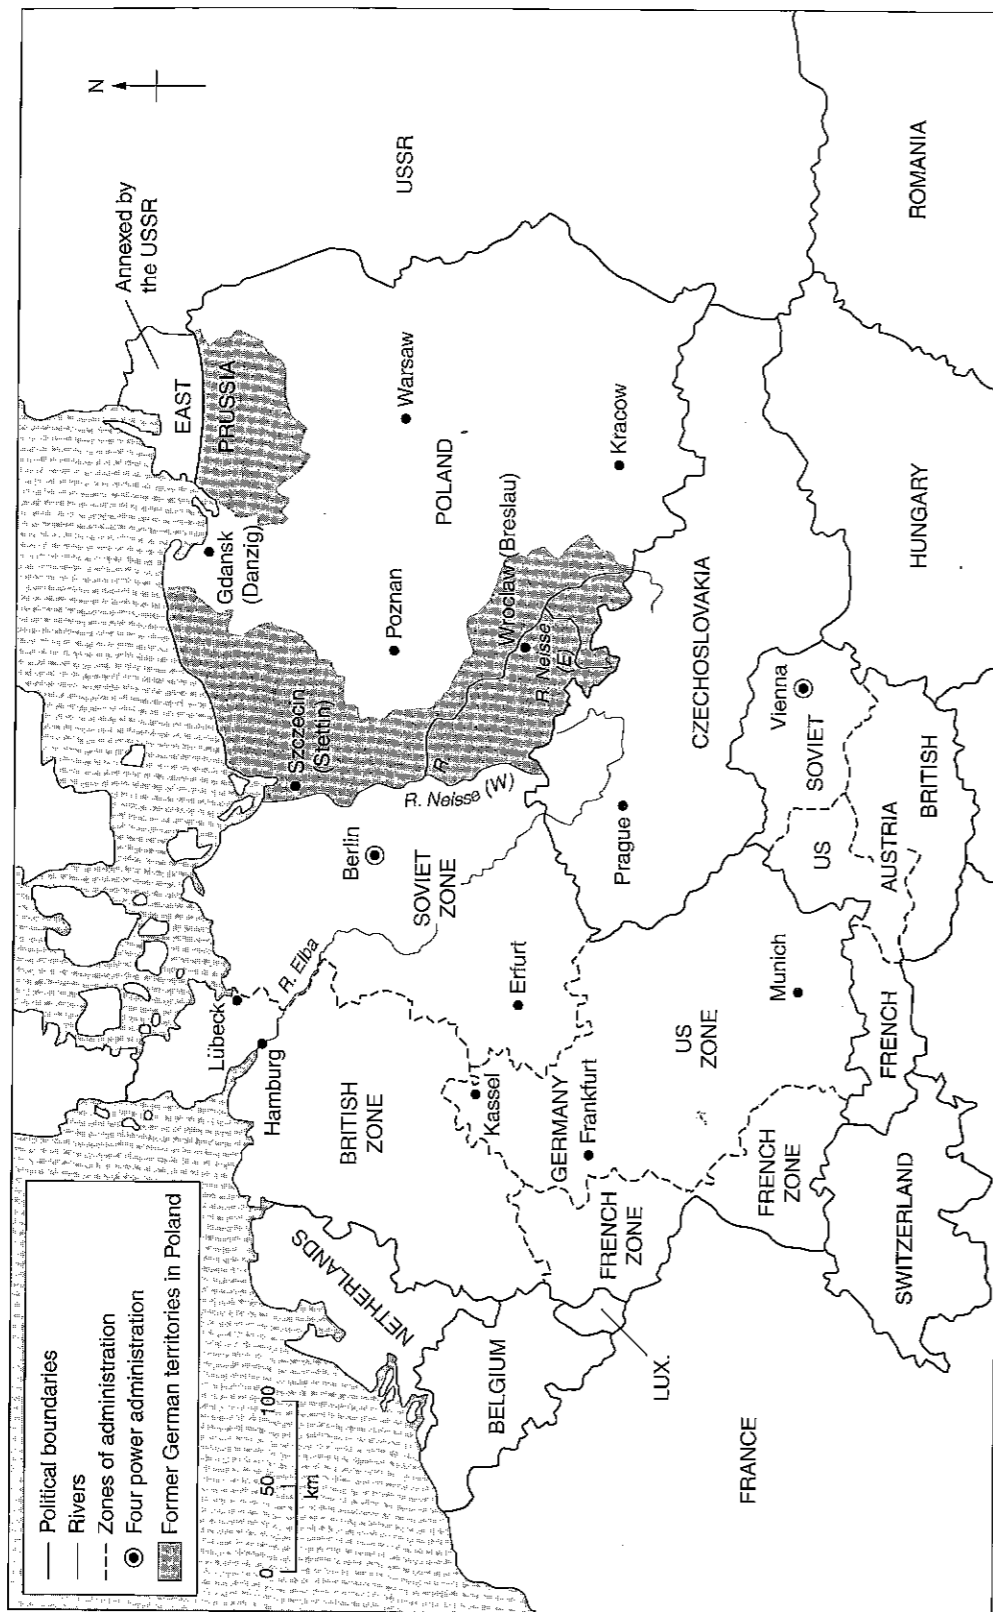 Political boundaries
Rivers
Zones of administration
Four power administration
Former German territories in Poland
0
50
100
km
N
Annexed by
the USSR
EAST
PRUSSIA
USSR
Gdansk
(Danzig)
Szczecin
(Stettin)
Lübeck
Hamburg
R. Elba
Berlin
Poznan
Warsaw
POLAND
NETHERLANDS
BRITISH
ZONE
SOVIET
ZONE
R. Neisse (W)
R.
Wroclaw (Breslau)
R. Neisse
(E)
Kracow
BELGIUM
Kassel
Erfurt
GERMANY
Frankfurt
Prague
LUX.
FRENCH
ZONE
US
ZONE
CZECHOSLOVAKIA
FRANCE
FRENCH
ZONE
Munich
US
SOVIET
Vienna
SWITZERLAND
FRENCH
AUSTRIA
BRITISH
HUNGARY
ROMANIA